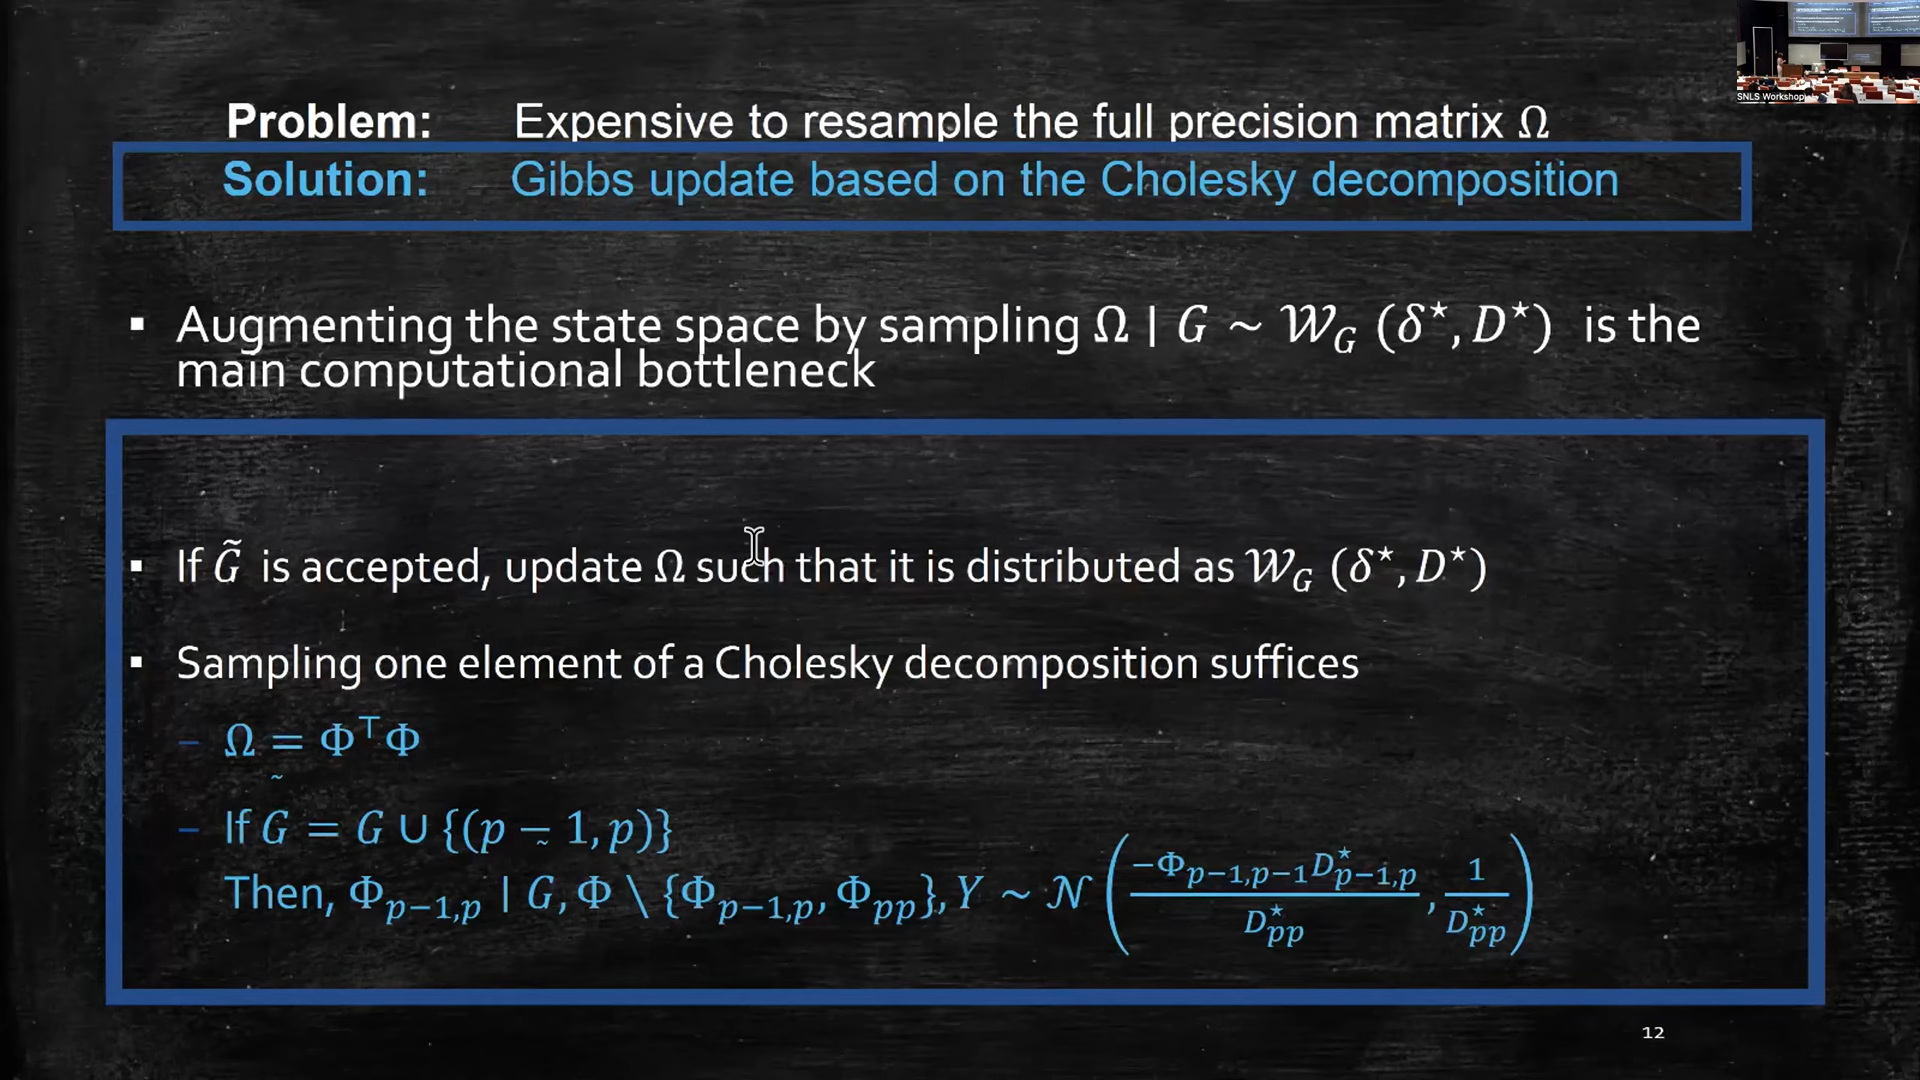 SNLS Workshop
Problem: Expensive to resample the full precision matrix Ω
Solution: Gibbs update based on the Cholesky decomposition
▪ Augmenting the state space by sampling Ω | G ~ 𝒲_G (δ*, D*) is the
main computational bottleneck
▪ If G̃ is accepted, update Ω such that it is distributed as 𝒲_G (δ*, D*)
▪ Sampling one element of a Cholesky decomposition suffices
– Ω = Φ^⊤Φ
– If G̃ = G ∪ {(p − 1, p)}
Then, Φ_{p−1,p} | G̃, Φ \ {Φ_{p−1,p}, Φ_{pp}}, Y ~ 𝒩 (−Φ_{p−1,p−1}D*_{p−1,p} / D*_{pp}, 1 / D*_{pp})
12